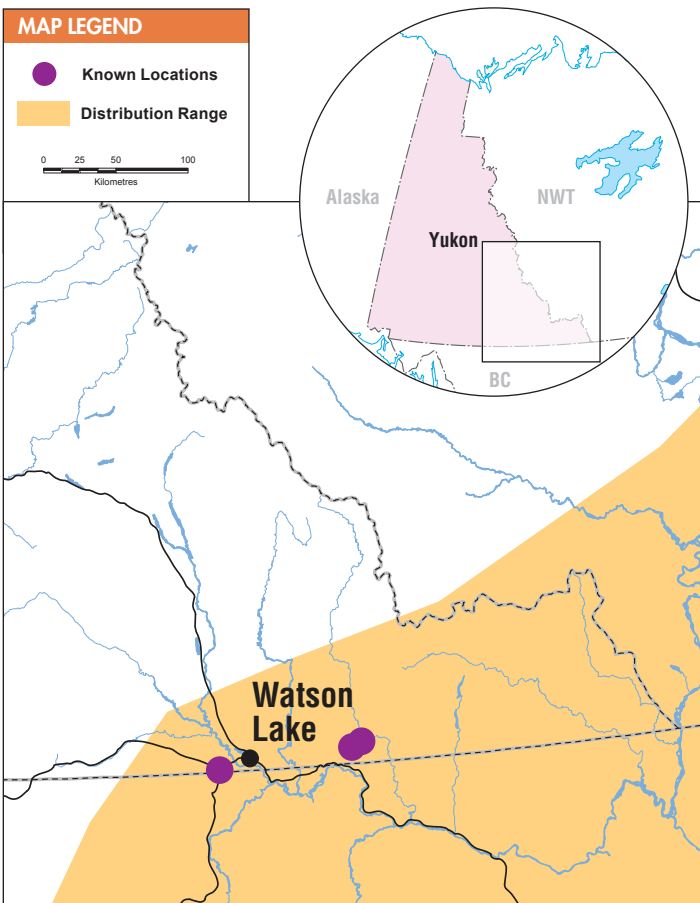 MAP LEGEND
Known Locations
Distribution Range
0 25 50 100
Kilometres
Alaska
NWT
Yukon
BC
Watson
Lake